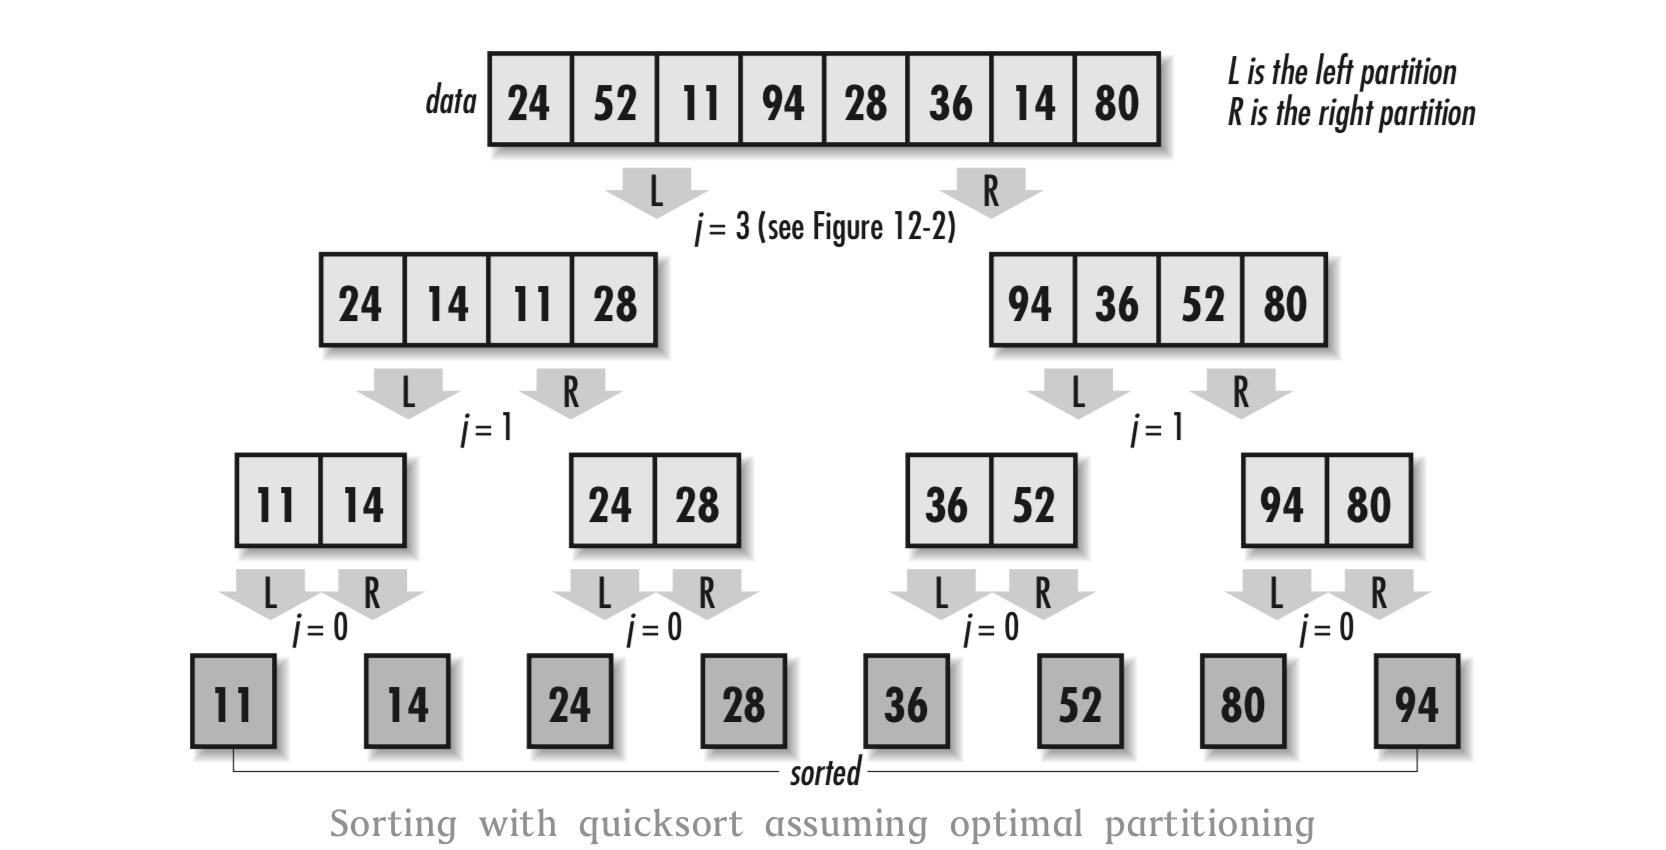 data 24 52 11 94 28 36 14 80
L is the left partition
R is the right partition
L R
j = 3 (see Figure 12-2)
24 14 11 28 94 36 52 80
L R L R
j = 1 j = 1
11 14 24 28 36 52 94 80
L R L R L R L R
j = 0 j = 0 j = 0 j = 0
11 14 24 28 36 52 80 94
sorted
Sorting with quicksort assuming optimal partitioning